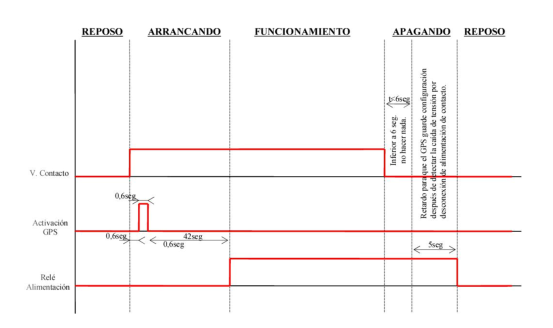 REPOSO ARRANCANDO FUNCIONAMIENTO APAGANDO REPOSO
t<6seg
Inferior a 6 seg.
no hacer nada.
Retardo para que el GPS guarde configuración
después de detectar la caida de tensión por
desconexión de alimentación de contacto.
V. Contacto
0,6seg
Activación
GPS
0,6seg
42seg
0,6seg
5seg
Relé
Alimentación